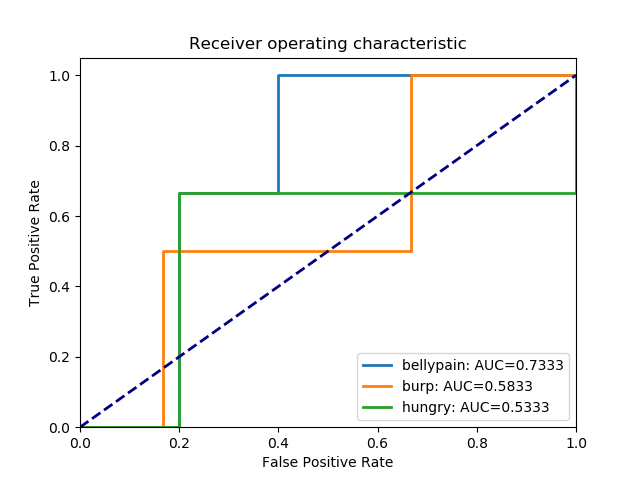 Receiver operating characteristic
1.0
0.8
0.6
0.4
0.2
0.0
True Positive Rate
bellypain: AUC=0.7333
burp: AUC=0.5833
hungry: AUC=0.5333
0.0 0.2 0.4 0.6 0.8 1.0
False Positive Rate